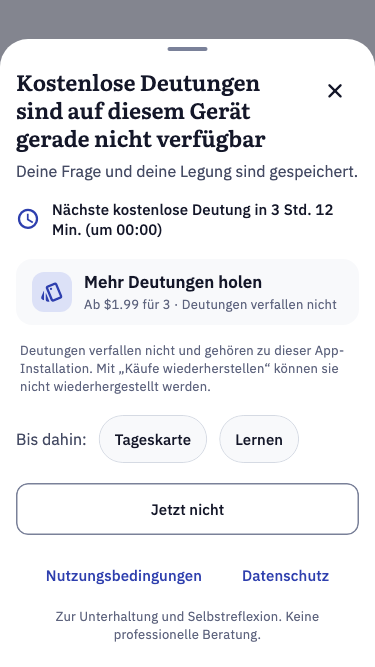 Kostenlose Deutungen
sind auf diesem Gerät
gerade nicht verfügbar
Deine Frage und deine Legung sind gespeichert.
Nächste kostenlose Deutung in 3 Std. 12
Min. (um 00:00)
Mehr Deutungen holen
Ab $1.99 für 3 · Deutungen verfallen nicht
Deutungen verfallen nicht und gehören zu dieser App-
Installation. Mit „Käufe wiederherstellen“ können sie
nicht wiederhergestellt werden.
Bis dahin:
Tageskarte
Lernen
Jetzt nicht
Nutzungsbedingungen
Datenschutz
Zur Unterhaltung und Selbstreflexion. Keine
professionelle Beratung.